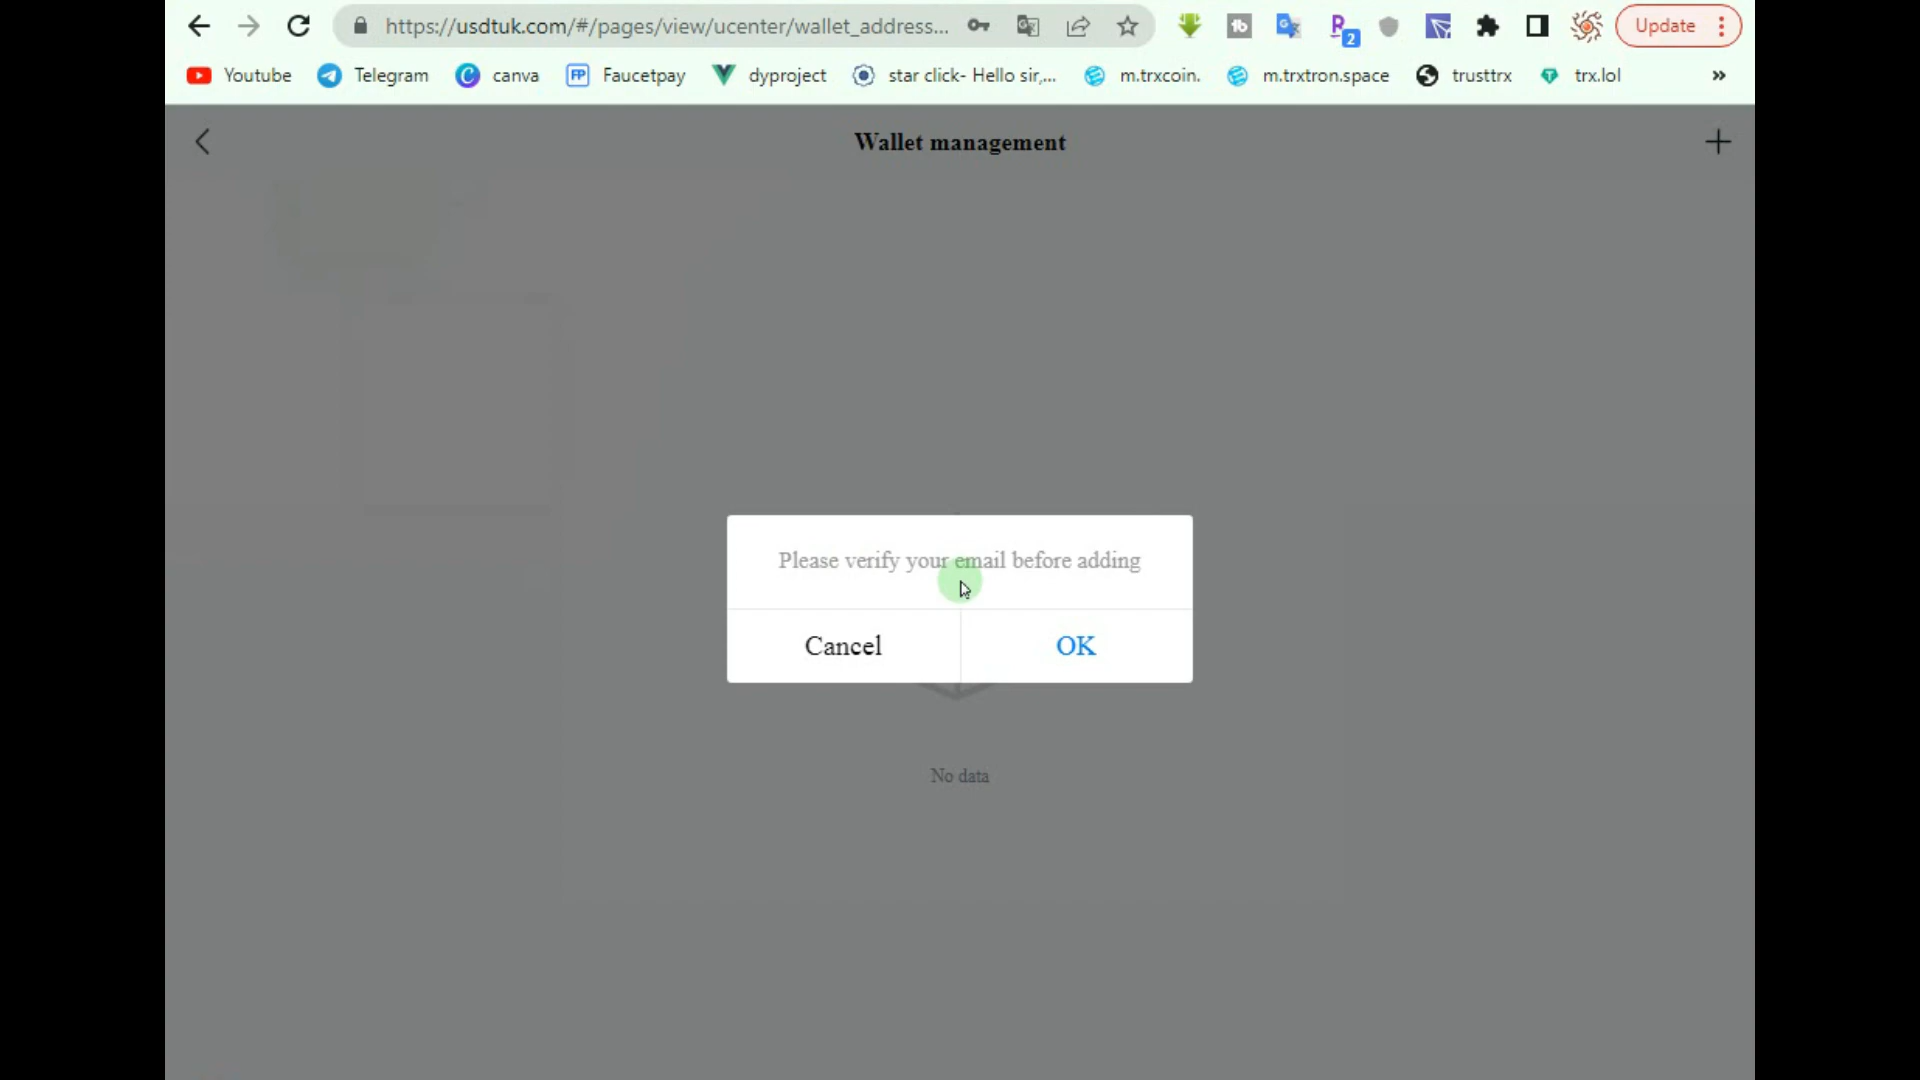 https://usdtuk.com/#/pages/view/ucenter/wallet_address...
Update
Youtube Telegram canva FP Faucetpay dyproject star click- Hello sir,... m.trxcoin. m.trxtron.space trusttrx trx.lol »
Wallet management
Please verify your email before adding
Cancel OK
No data